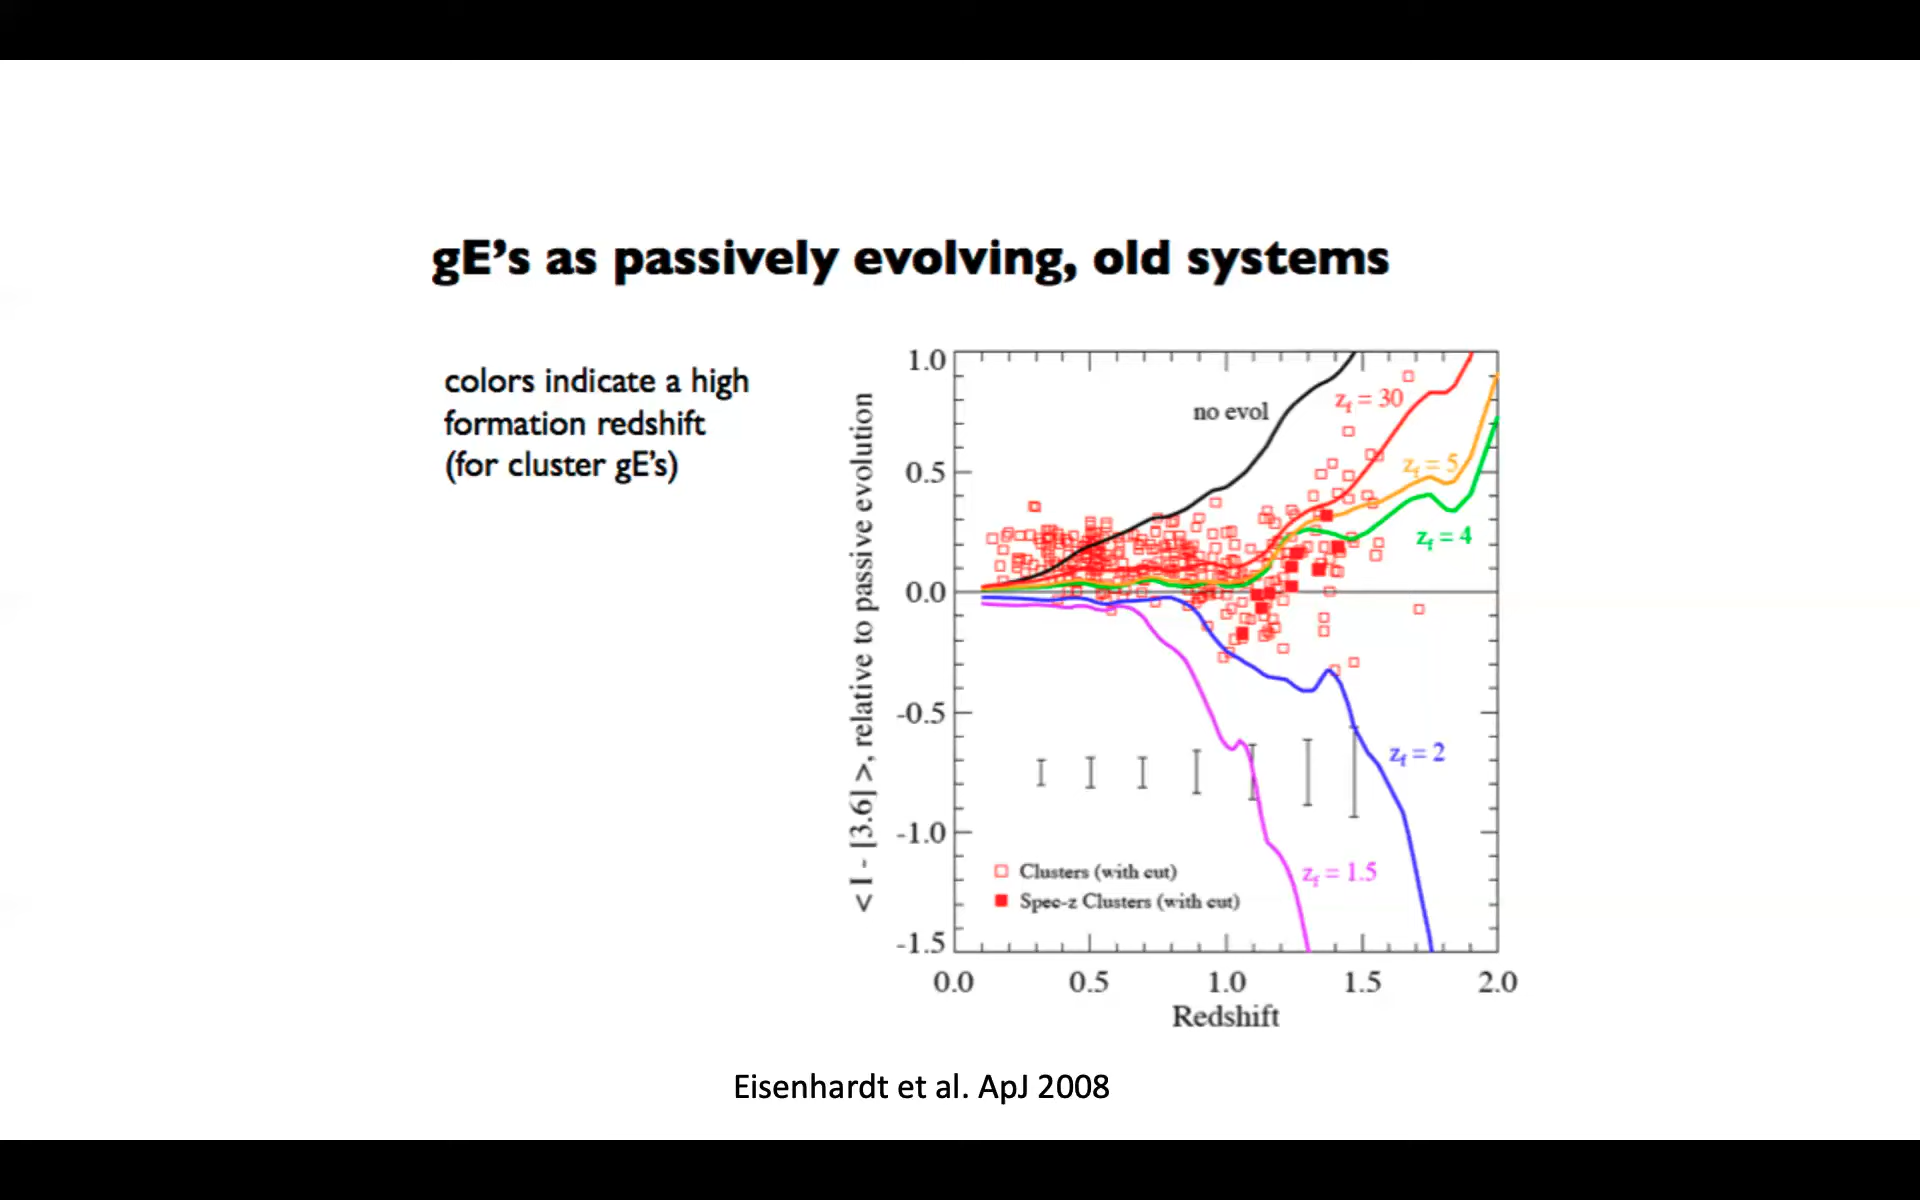 gE’s as passively evolving, old systems
colors indicate a high
formation redshift
(for cluster gE’s)
< I - [3.6] >, relative to passive evolution
1.0
0.5
0.0
-0.5
-1.0
-1.5
no evol
z_f = 30
z_f = 5
z_f = 4
z_f = 2
z_f = 1.5
Clusters (with cut)
Spec-z Clusters (with cut)
0.0 0.5 1.0 1.5 2.0
Redshift
Eisenhardt et al. ApJ 2008